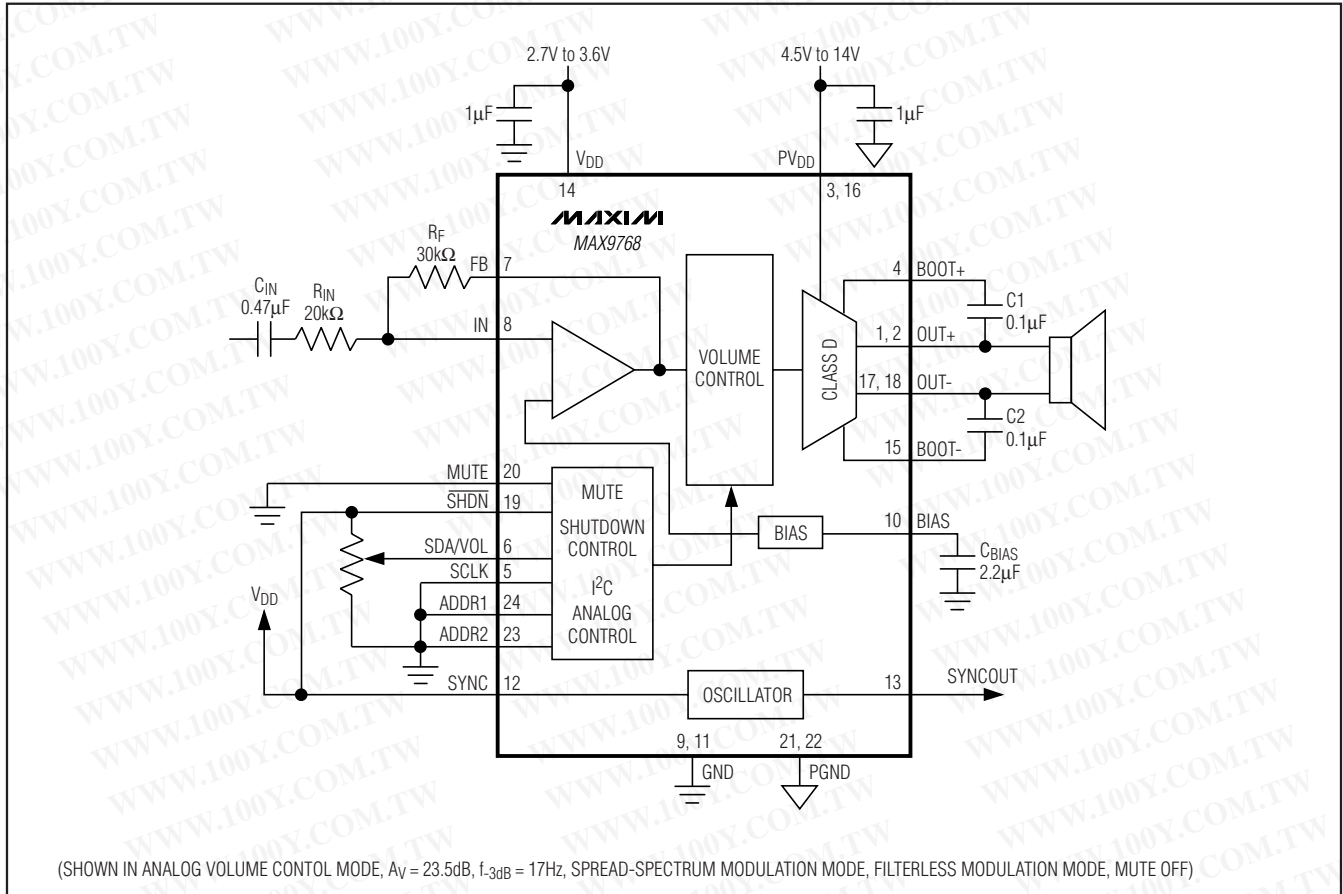 2.7V to 3.6V
4.5V to 14V
1µF
1µF
VDD
PVDD
14
3, 16
MAXIM
MAX9768
RF
30kΩ
FB
7
CIN
0.47µF
RIN
20kΩ
IN
8
VOLUME
CONTROL
CLASS D
4
BOOT+
C1
0.1µF
1, 2
OUT+
17, 18
OUT-
C2
0.1µF
15
BOOT-
MUTE
20
SHDN
19
SDA/VOL
6
SCLK
5
ADDR1
24
ADDR2
23
VDD
MUTE
SHUTDOWN
CONTROL
I2C
ANALOG
CONTROL
BIAS
10
BIAS
CBIAS
2.2µF
SYNC
12
OSCILLATOR
13
SYNCOUT
9, 11
GND
21, 22
PGND
(SHOWN IN ANALOG VOLUME CONTOL MODE, AV = 23.5dB, f-3dB = 17Hz, SPREAD-SPECTRUM MODULATION MODE, FILTERLESS MODULATION MODE, MUTE OFF)
WWW.100Y.COM.TW